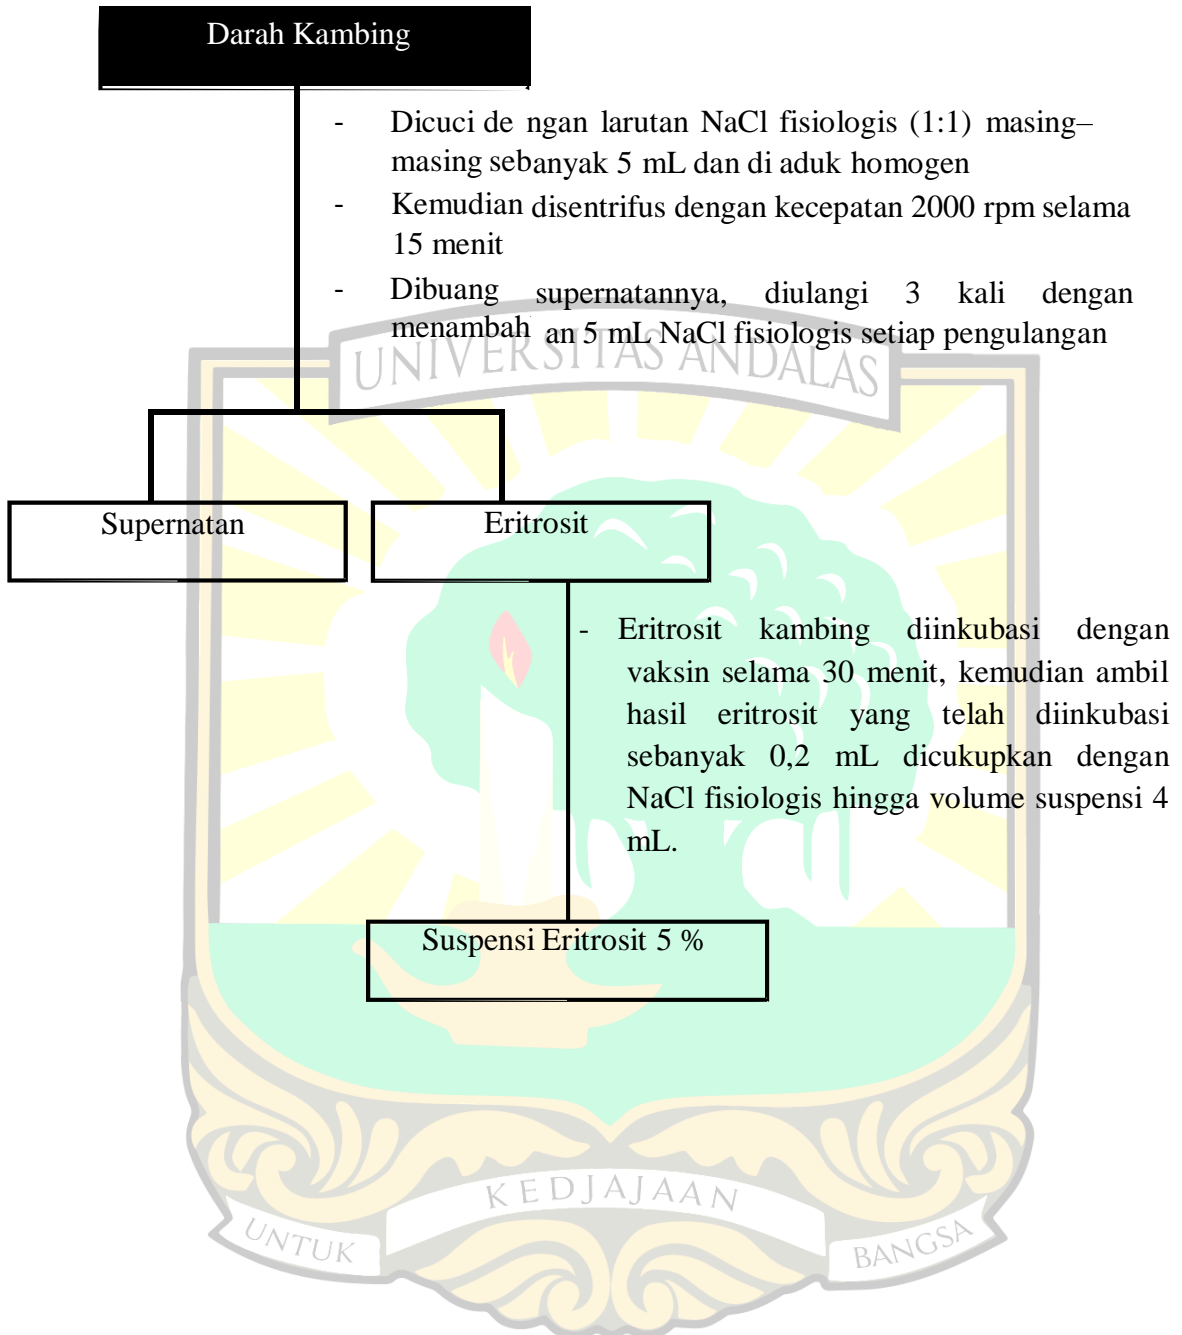 Darah Kambing
- Dicuci de ngan larutan NaCl fisiologis (1:1) masing–
masing sebanyak 5 mL dan di aduk homogen
- Kemudian disentrifus dengan kecepatan 2000 rpm selama
15 menit
- Dibuang supernatannya, diulangi 3 kali dengan
menambah an 5 mL NaCl fisiologis setiap pengulangan
UNIVERSITAS ANDALAS
Supernatan
Eritrosit
- Eritrosit kambing diinkubasi dengan
vaksin selama 30 menit, kemudian ambil
hasil eritrosit yang telah diinkubasi
sebanyak 0,2 mL dicukupkan dengan
NaCl fisiologis hingga volume suspensi 4
mL.
Suspensi Eritrosit 5 %
UNTUK
KEDJAJAAN
BANGSA